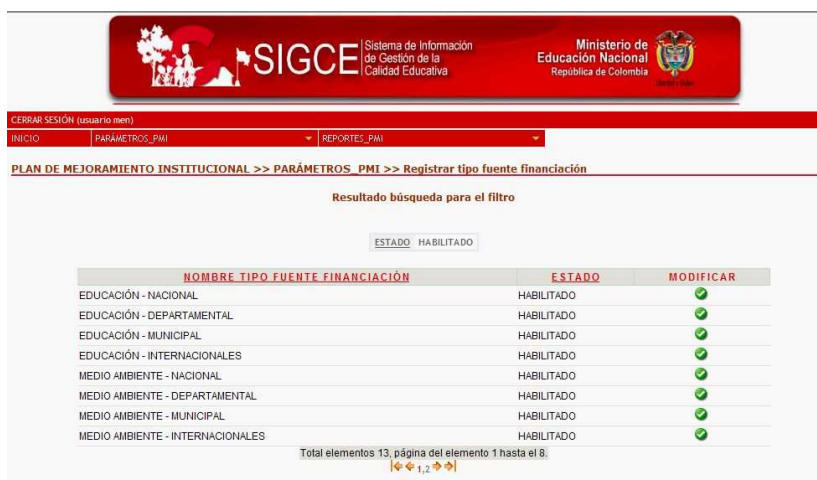 SIGCE
Sistema de Información
de Gestión de la
Calidad Educativa
Ministerio de
Educación Nacional
República de Colombia
CERRAR SESIÓN (usuario men)
INICIO PARÁMETROS_PMI REPORTES_PMI
PLAN DE MEJORAMIENTO INSTITUCIONAL >> PARÁMETROS_PMI >> Registrar tipo fuente financiación
Resultado búsqueda para el filtro
ESTADO HABILITADO
NOMBRE TIPO FUENTE FINANCIACIÓN ESTADO MODIFICAR
EDUCACIÓN - NACIONAL HABILITADO
EDUCACIÓN - DEPARTAMENTAL HABILITADO
EDUCACIÓN - MUNICIPAL HABILITADO
EDUCACIÓN - INTERNACIONALES HABILITADO
MEDIO AMBIENTE - NACIONAL HABILITADO
MEDIO AMBIENTE - DEPARTAMENTAL HABILITADO
MEDIO AMBIENTE - MUNICIPAL HABILITADO
MEDIO AMBIENTE - INTERNACIONALES HABILITADO
Total elementos 13, página del elemento 1 hasta el 8.
1,2